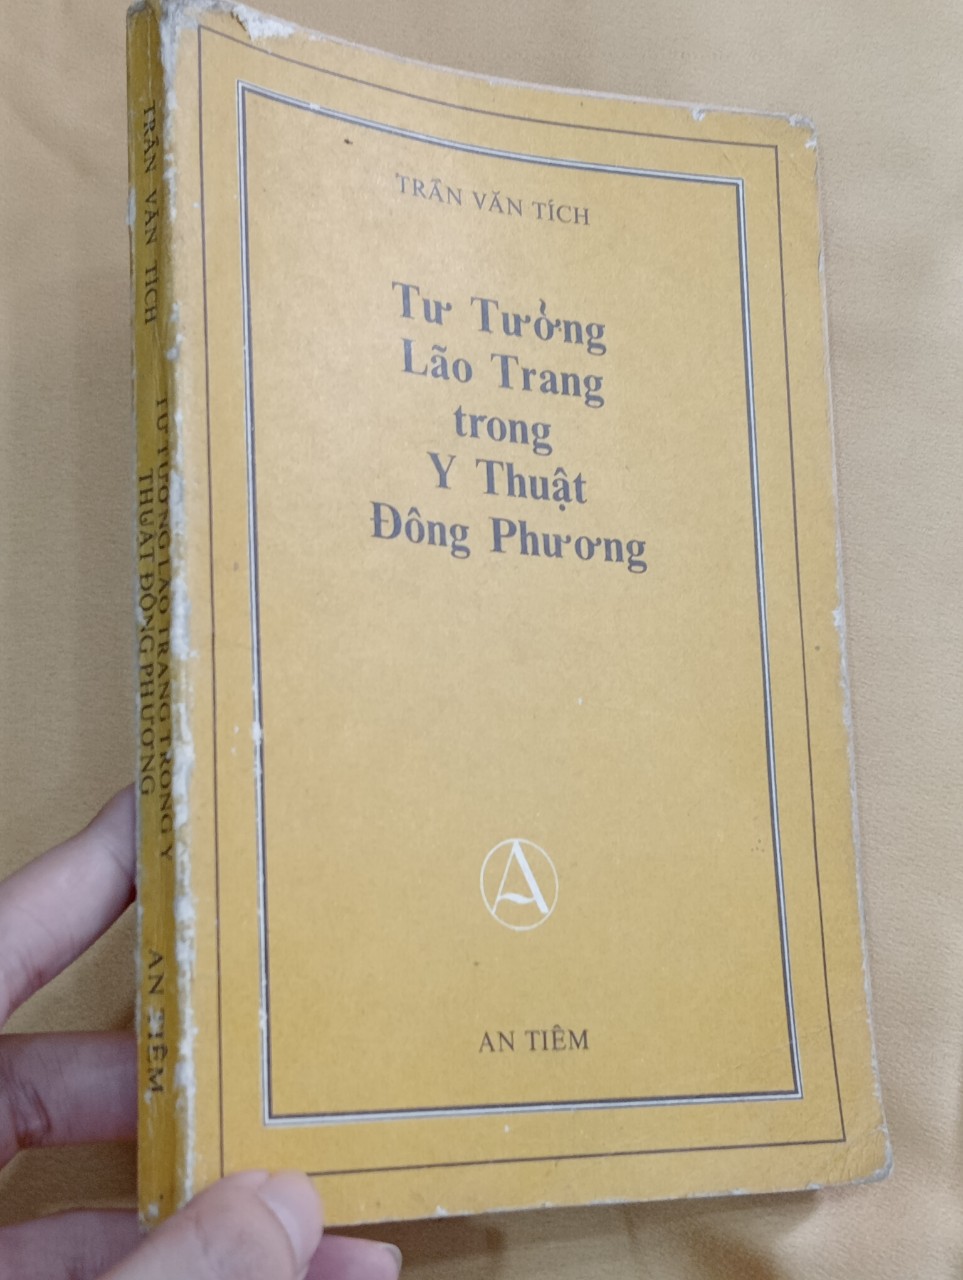 TRẦN VĂN TÍCH
Tư Tưởng
Lão Trang
trong
Y Thuật
Đông Phương
A
AN TIÊM
TRẦN VĂN TÍCH
TƯ TƯỞNG LÃO TRANG TRONG Y
THUẬT ĐÔNG PHƯƠNG
AN TIÊM